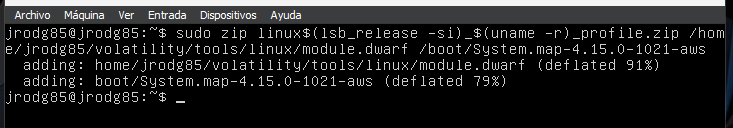 Archivo Máquina Ver Entrada Dispositivos Ayuda
jrodg85@jrodg85:~$ sudo zip linux$(lsb_release -si)_$(uname -r)_profile.zip /hom
e/jrodg85/volatility/tools/linux/module.dwarf /boot/System.map-4.15.0-1021-aws
  adding: home/jrodg85/volatility/tools/linux/module.dwarf (deflated 91%)
  adding: boot/System.map-4.15.0-1021-aws (deflated 79%)
jrodg85@jrodg85:~$ _